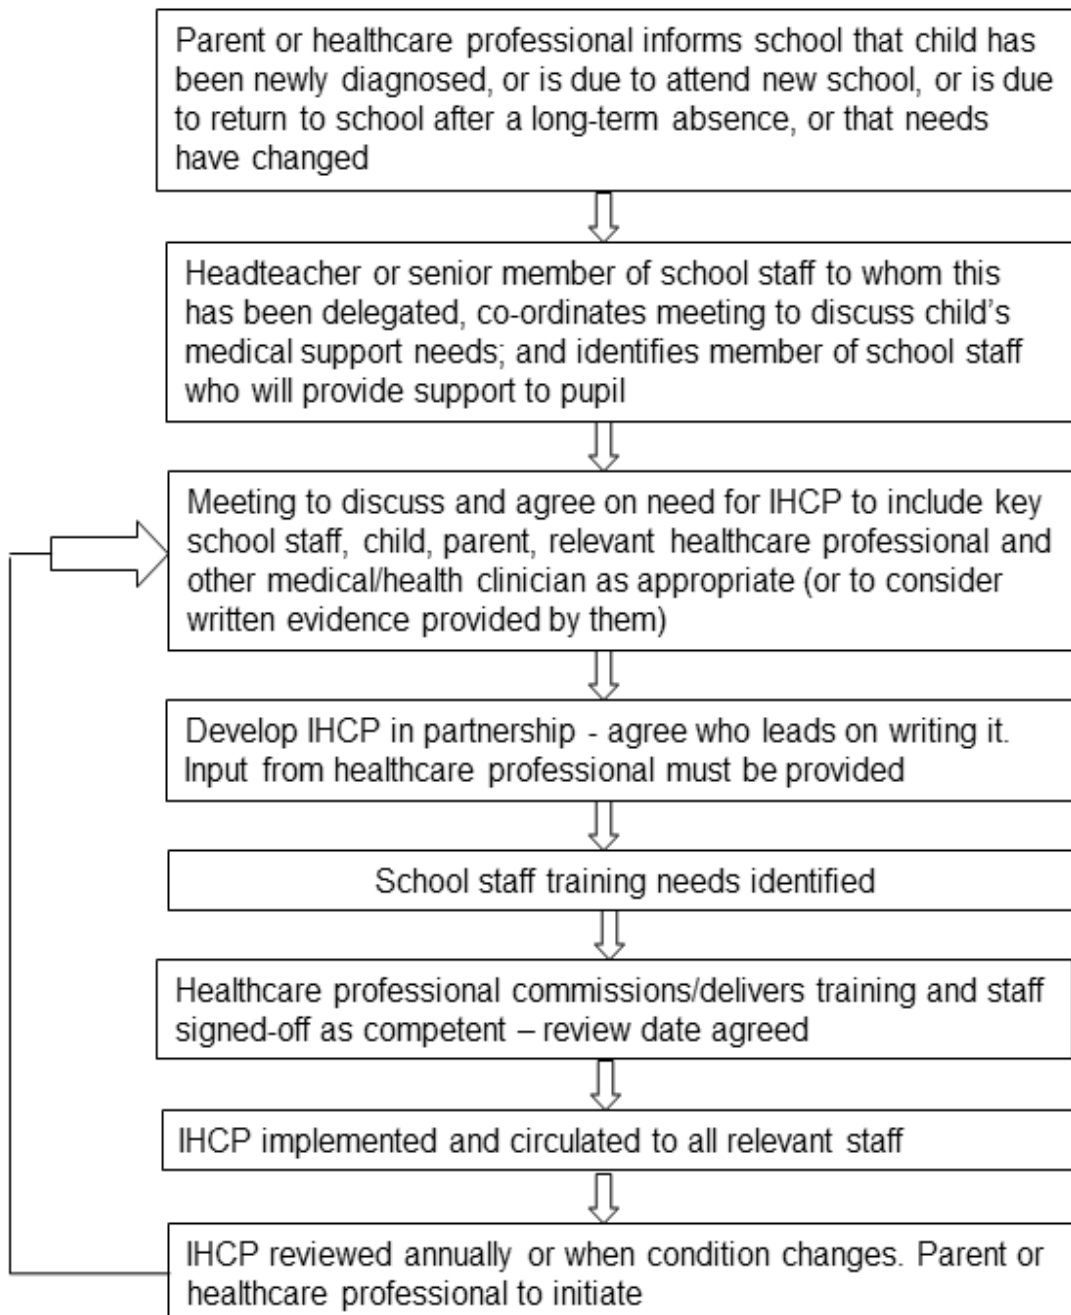 Parent or healthcare professional informs school that child has
been newly diagnosed, or is due to attend new school, or is due
to return to school after a long-term absence, or that needs
have changed
Headteacher or senior member of school staff to whom this
has been delegated, co-ordinates meeting to discuss child's
medical support needs; and identifies member of school staff
who will provide support to pupil
Meeting to discuss and agree on need for IHCP to include key
school staff, child, parent, relevant healthcare professional and
other medical/health clinician as appropriate (or to consider
written evidence provided by them)
Develop IHCP in partnership - agree who leads on writing it.
Input from healthcare professional must be provided
School staff training needs identified
Healthcare professional commissions/delivers training and staff
signed-off as competent – review date agreed
IHCP implemented and circulated to all relevant staff
IHCP reviewed annually or when condition changes. Parent or
healthcare professional to initiate